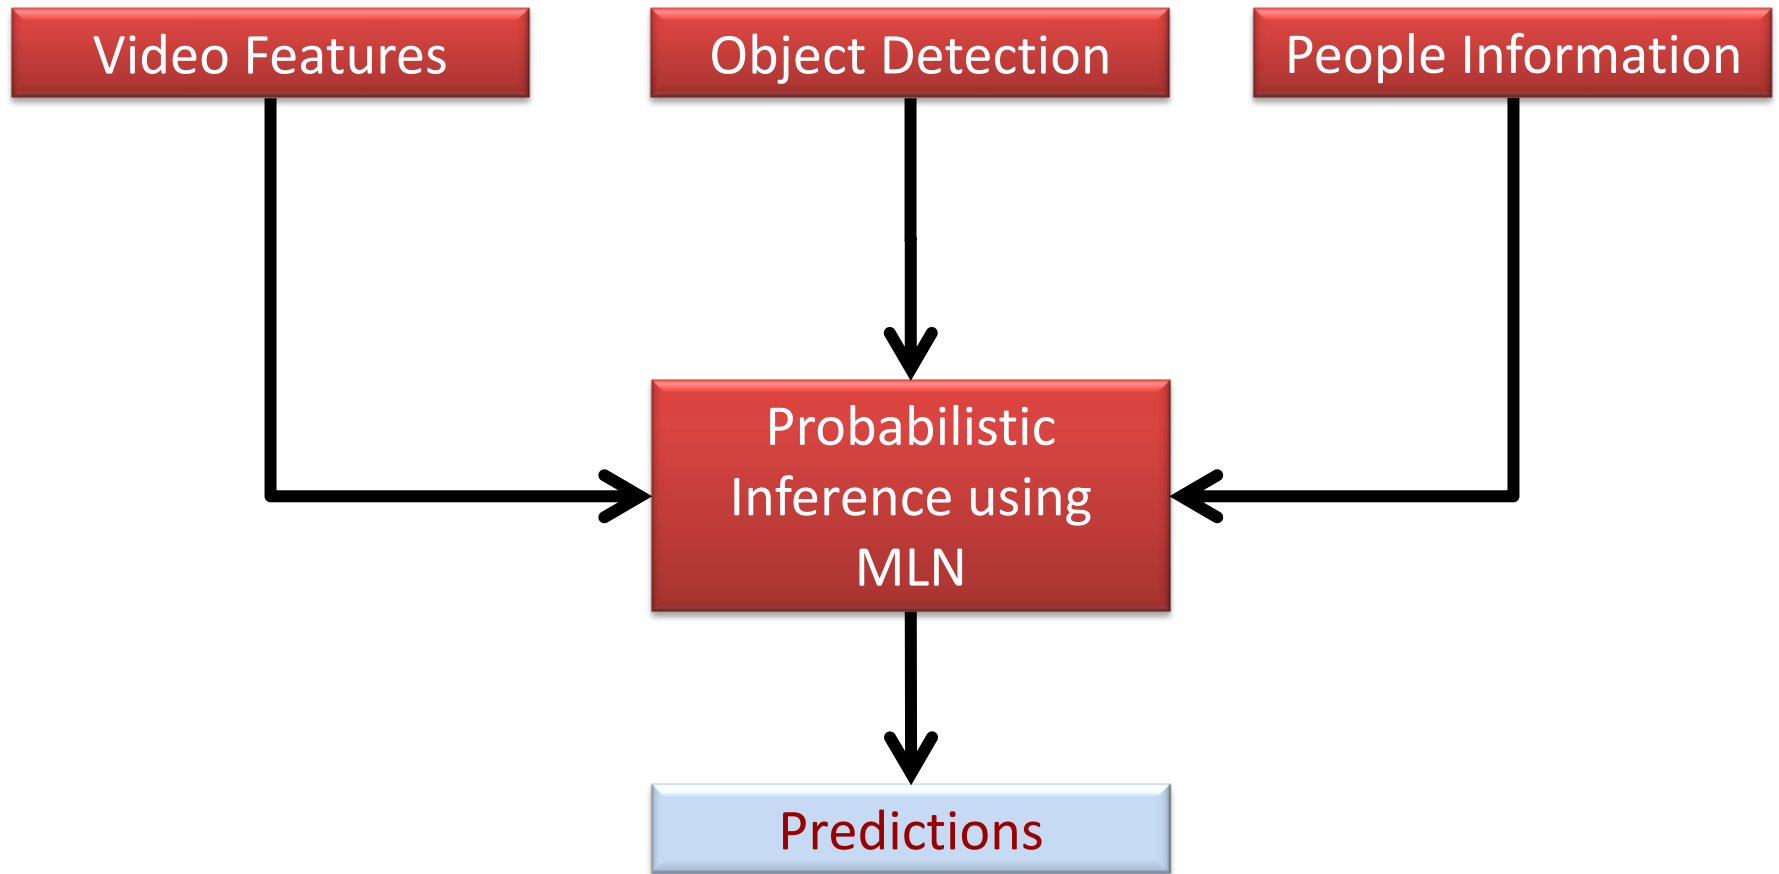 Video Features
Object Detection
People Information
Probabilistic
Inference using
MLN
Predictions